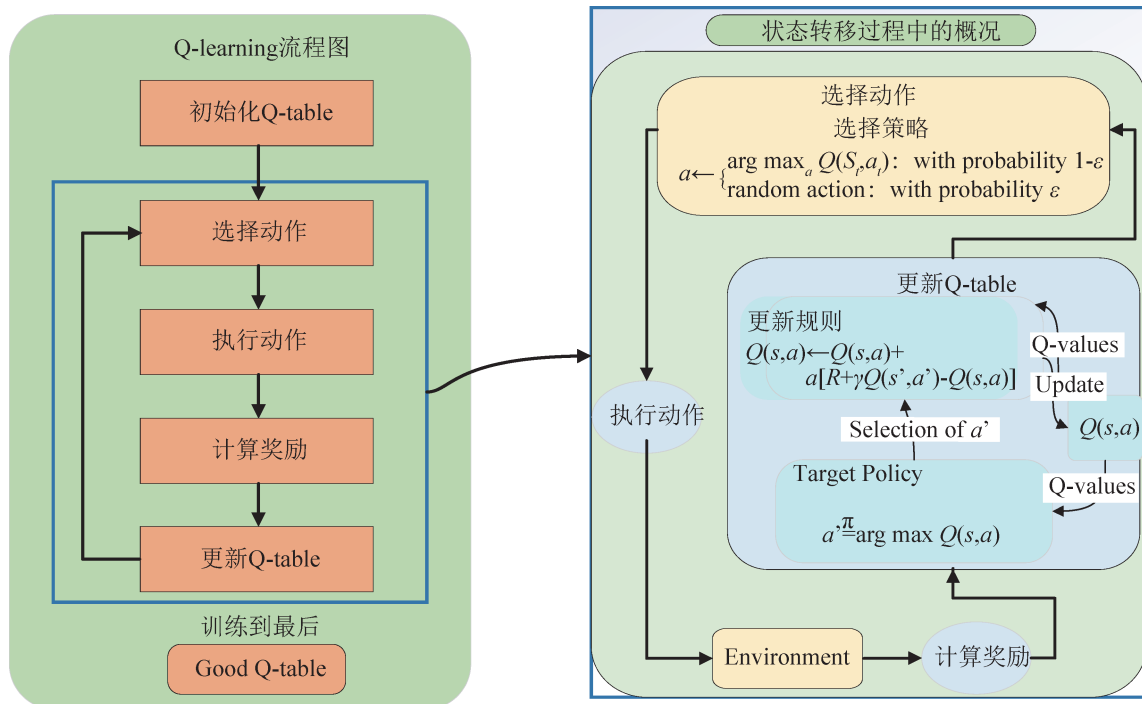 Q-learning流程图
初始化Q-table
选择动作
执行动作
计算奖励
更新Q-table
训练到最后
Good Q-table
状态转移过程中的概况
选择动作
选择策略
a← { arg max_a Q(S_t,a_t)：with probability 1-ε
random action：with probability ε
执行动作
更新Q-table
更新规则
Q(s,a)←Q(s,a)+
a[R+γQ(s’,a’)-Q(s,a)]
Q-values
Update
Q(s,a)
Selection of a’
Q-values
Target Policy
a’ π = arg max Q(s,a)
Environment
计算奖励